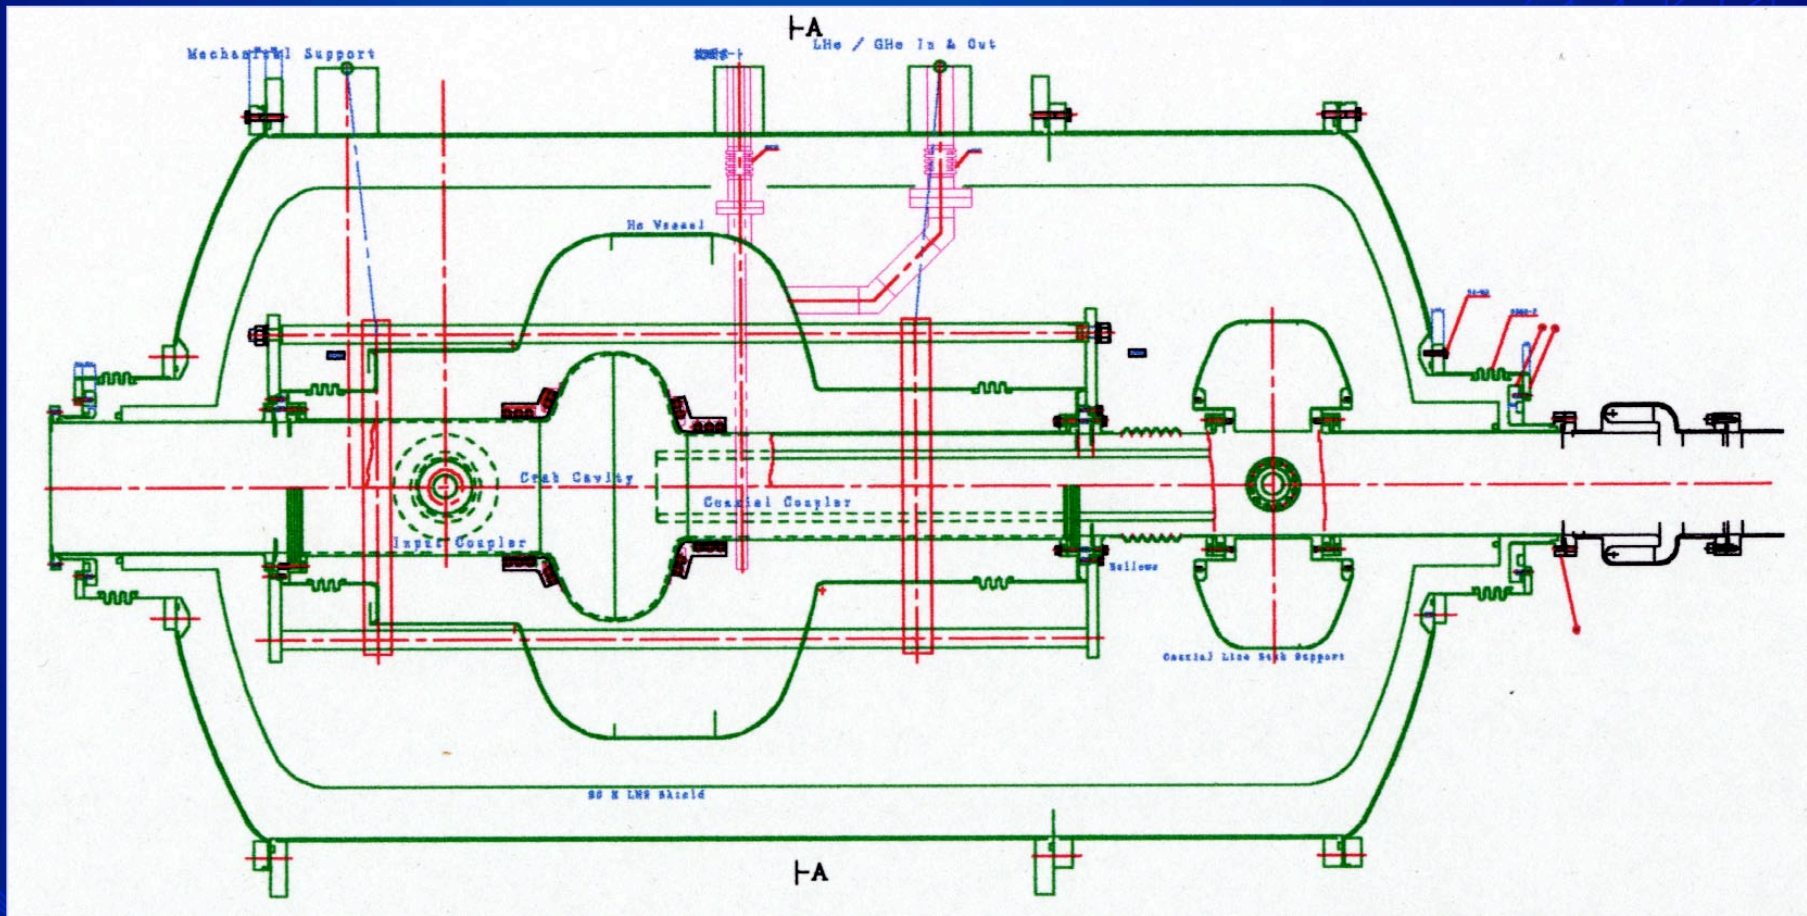 ⊢A
Mechanical Support
LHe / GHe In & Out
He Vessel
Crab Cavity
Coaxial Coupler
Input Coupler
Bellows
Coaxial Line Stub Support
80 K LN2 Shield
⊢A